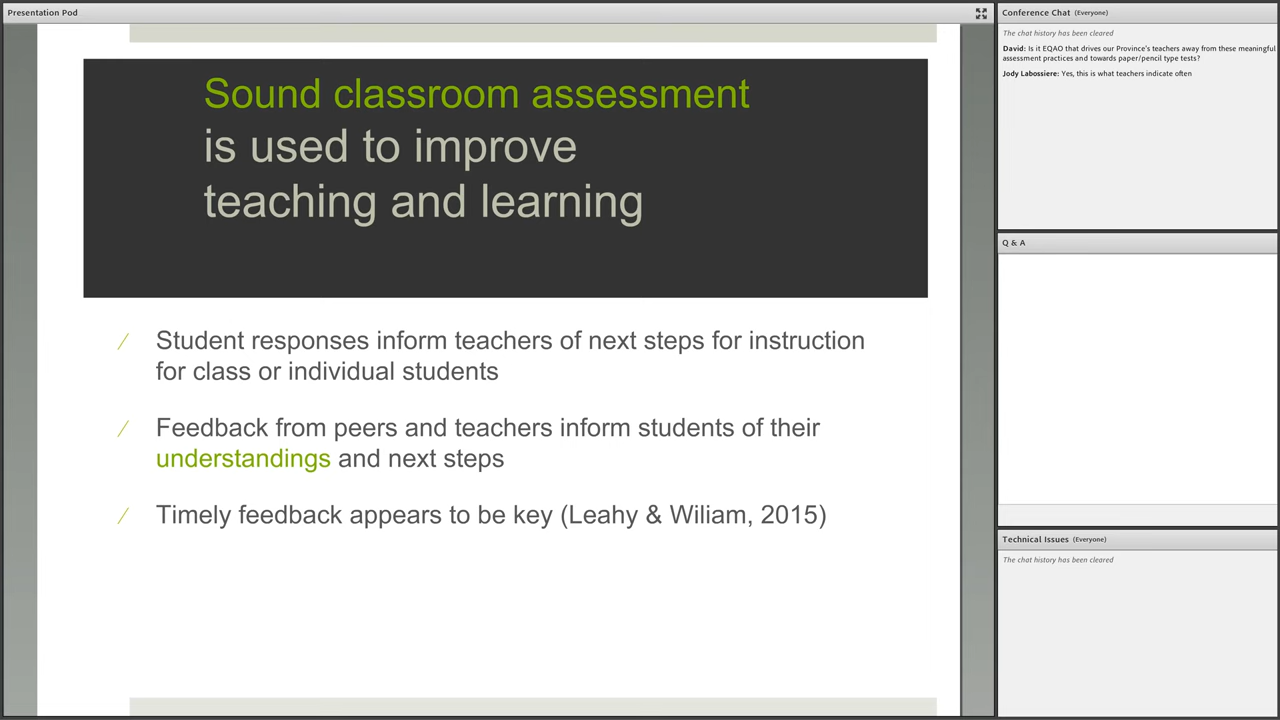 Presentation Pod
Sound classroom assessment
is used to improve
teaching and learning
⁄ Student responses inform teachers of next steps for instruction
for class or individual students
⁄ Feedback from peers and teachers inform students of their
understandings and next steps
⁄ Timely feedback appears to be key (Leahy & Wiliam, 2015)
Conference Chat (Everyone)
The chat history has been cleared
David: Is it EQAO that drives our Province's teachers away from these meaningful
assessment practices and towards paper/pencil type tests?
Jody Labossiere: Yes, this is what teachers indicate often
Q & A
Technical Issues (Everyone)
The chat history has been cleared